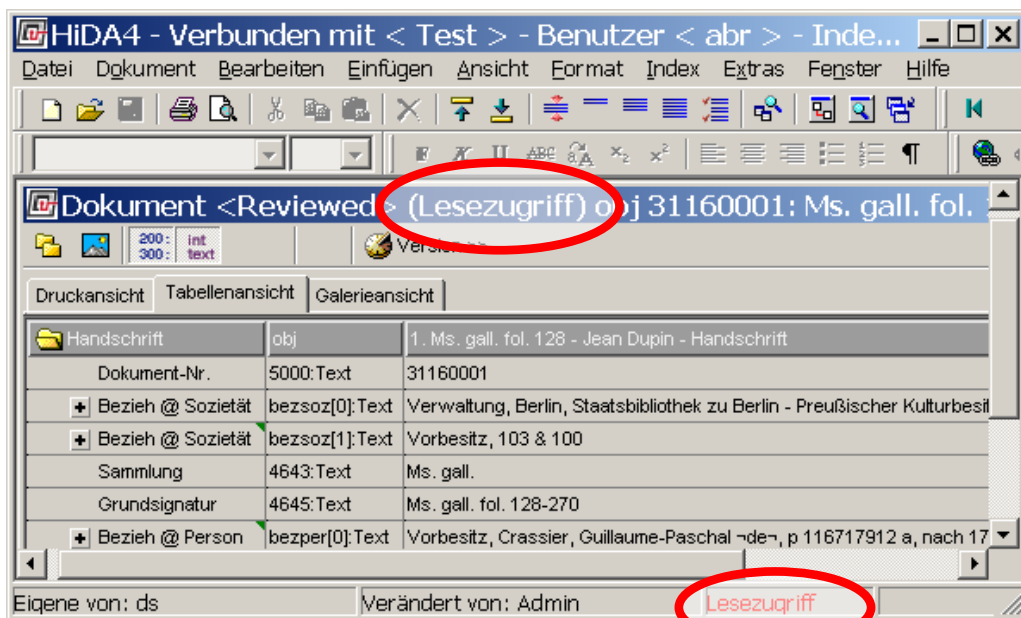 HiDA4 - Verbunden mit < Test > - Benutzer < abr > - Inde...
Datei Dokument Bearbeiten Einfügen Ansicht Format Index Extras Fenster Hilfe
F K U ABC x₂ x² ¶
Dokument <Reviewed> (Lesezugriff) obj 31160001: Ms. gall. fol.
200: int
300: text
Version >>
Druckansicht Tabellenansicht Galerieansicht
Handschrift obj 1. Ms. gall. fol. 128 - Jean Dupin - Handschrift
Dokument-Nr. 5000:Text 31160001
Bezieh @ Sozietät bezsoz[0]:Text Verwaltung, Berlin, Staatsbibliothek zu Berlin - Preußischer Kulturbesit
Bezieh @ Sozietät bezsoz[1]:Text Vorbesitz, 103 & 100
Sammlung 4643:Text Ms. gall.
Grundsignatur 4645:Text Ms. gall. fol. 128-270
Bezieh @ Person bezper[0]:Text Vorbesitz, Crassier, Guillaume-Paschal ¬de¬, p 116717912 a, nach 17
Eigene von: ds Verändert von: Admin Lesezugriff